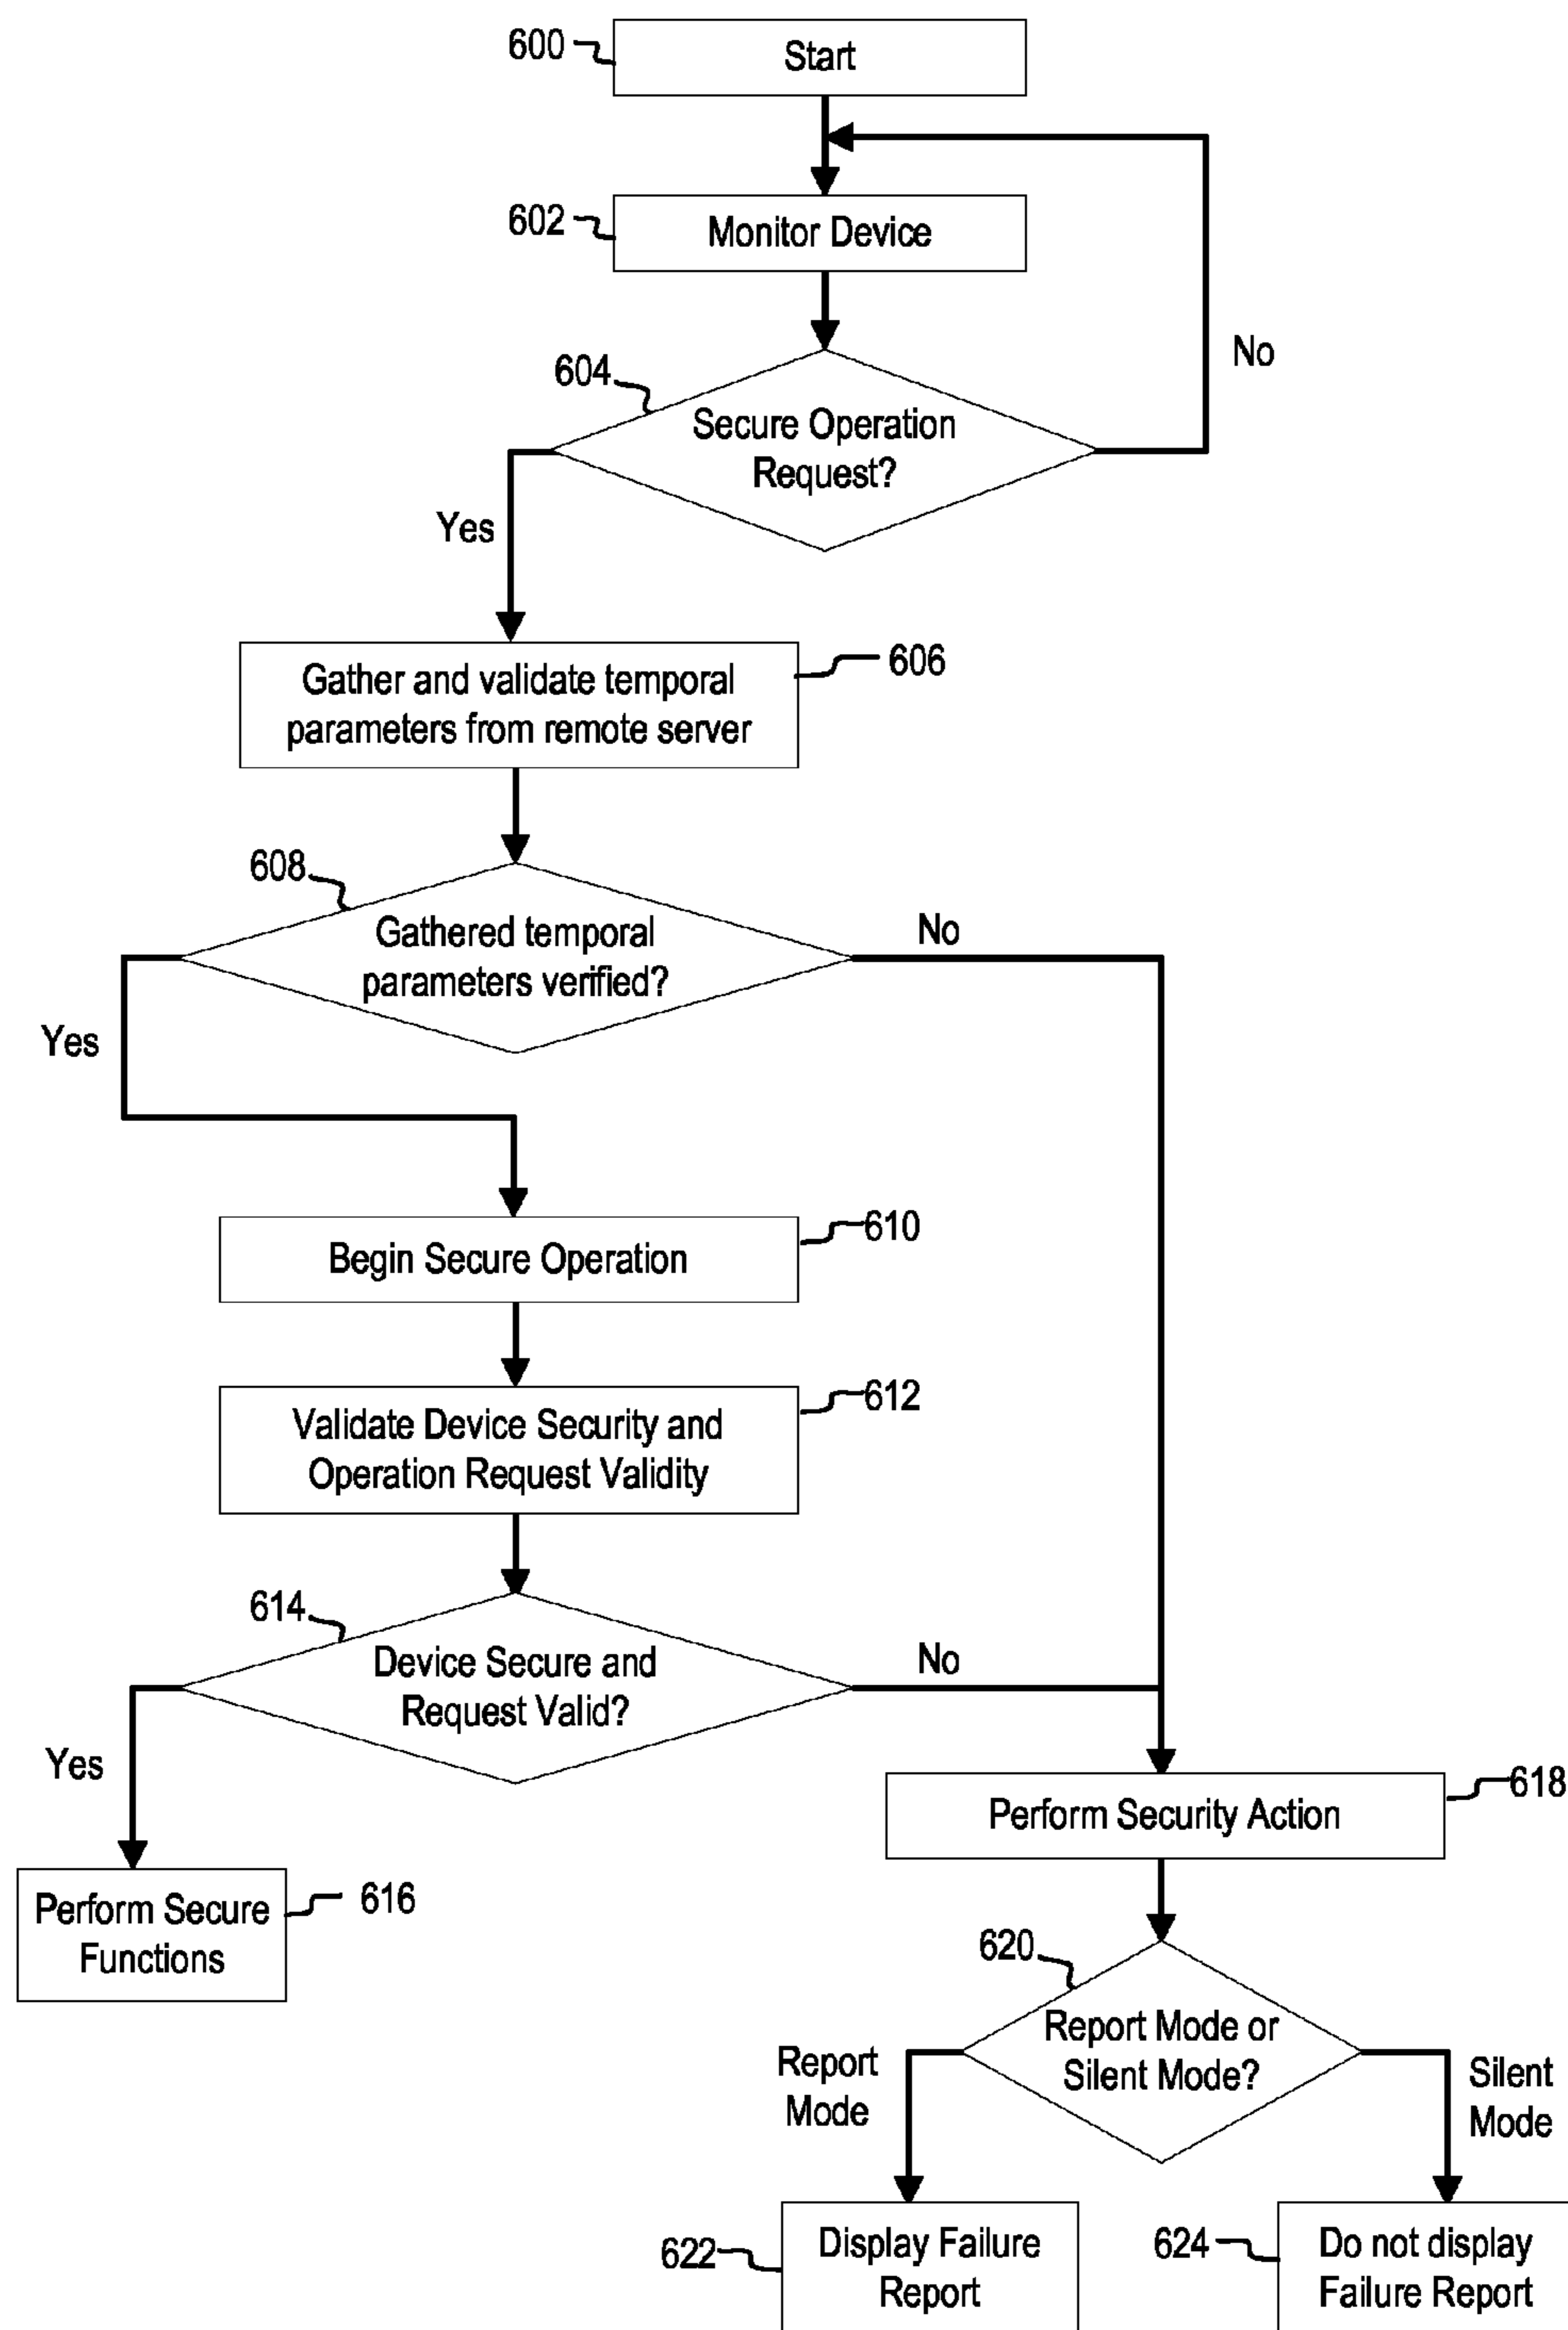 600
Start
602
Monitor Device
No
604
Secure Operation
Request?
Yes
606
Gather and validate temporal
parameters from remote server
608
Gathered temporal
parameters verified?
No
Yes
610
Begin Secure Operation
612
Validate Device Security and
Operation Request Validity
614
Device Secure and
Request Valid?
No
Yes
618
Perform Security Action
616
Perform Secure
Functions
620
Report Mode or
Silent Mode?
Report
Mode
Silent
Mode
622
Display Failure
Report
624
Do not display
Failure Report